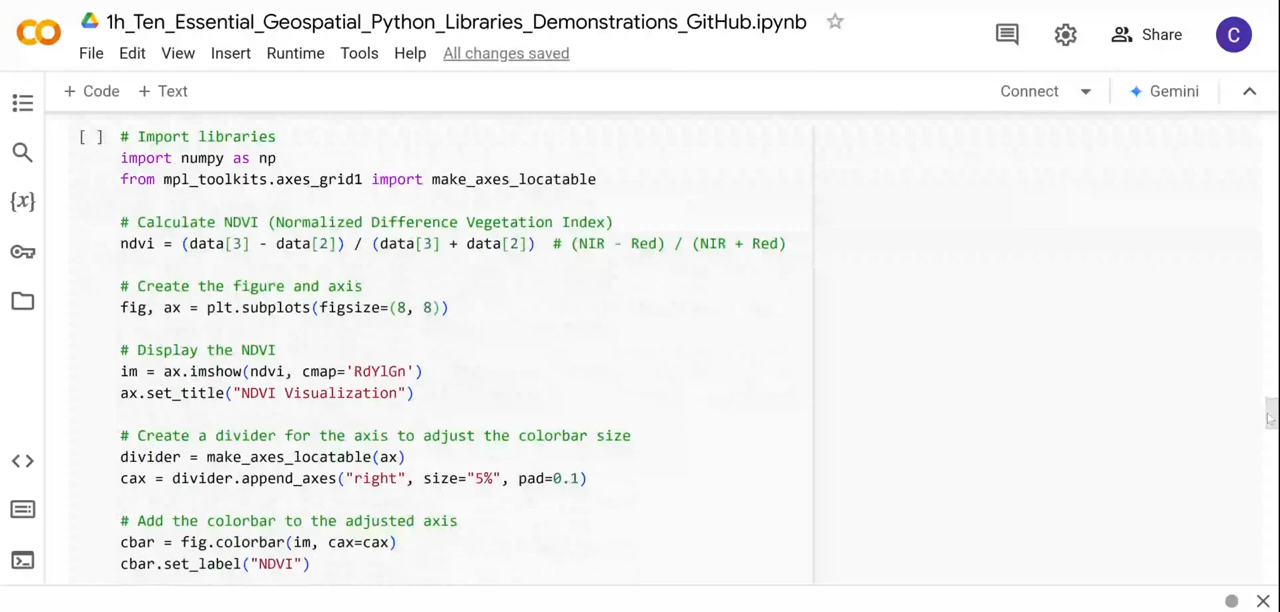 1h_Ten_Essential_Geospatial_Python_Libraries_Demonstrations_GitHub.ipynb
File Edit View Insert Runtime Tools Help All changes saved
Share
C
+ Code + Text
Connect
Gemini
[ ] # Import libraries
import numpy as np
from mpl_toolkits.axes_grid1 import make_axes_locatable
# Calculate NDVI (Normalized Difference Vegetation Index)
ndvi = (data[3] - data[2]) / (data[3] + data[2])  # (NIR - Red) / (NIR + Red)
# Create the figure and axis
fig, ax = plt.subplots(figsize=(8, 8))
# Display the NDVI
im = ax.imshow(ndvi, cmap='RdYlGn')
ax.set_title("NDVI Visualization")
# Create a divider for the axis to adjust the colorbar size
divider = make_axes_locatable(ax)
cax = divider.append_axes("right", size="5%", pad=0.1)
# Add the colorbar to the adjusted axis
cbar = fig.colorbar(im, cax=cax)
cbar.set_label("NDVI")